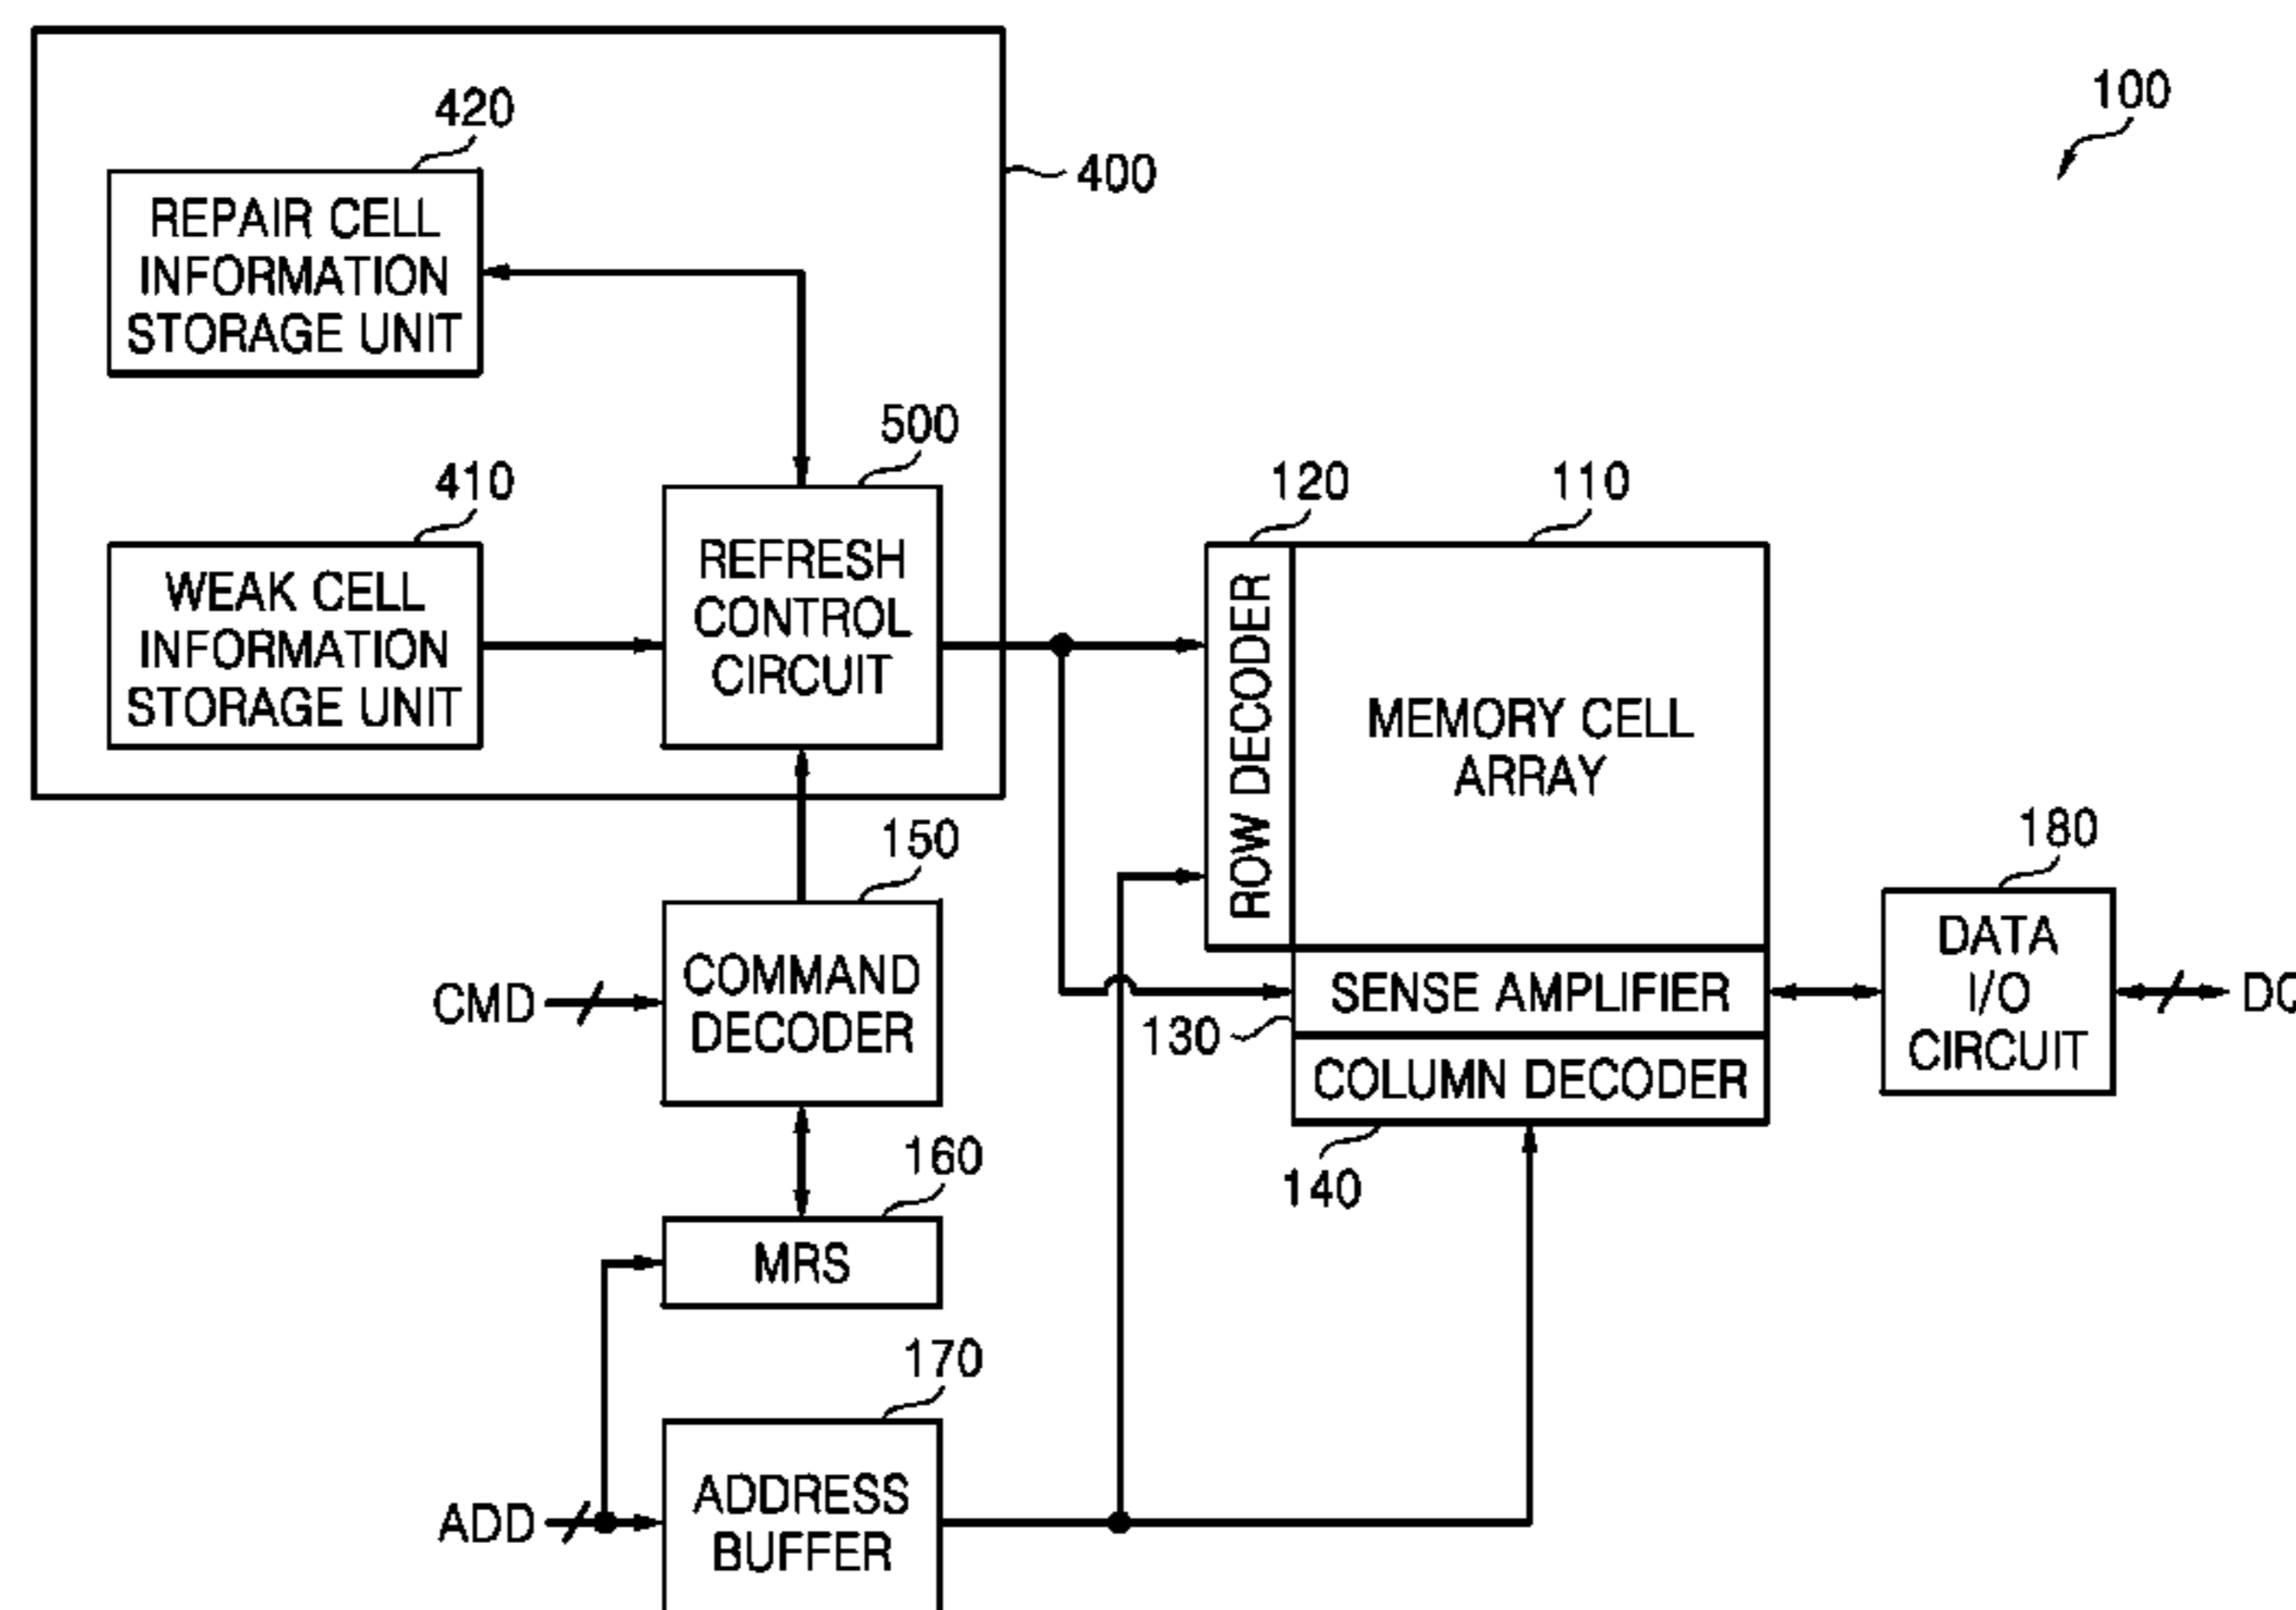 100
420
400
REPAIR CELL
INFORMATION
STORAGE UNIT
500
410
120
110
WEAK CELL
INFORMATION
STORAGE UNIT
REFRESH
CONTROL
CIRCUIT
ROW DECODER
MEMORY CELL
ARRAY
150
180
CMD
COMMAND
DECODER
SENSE AMPLIFIER
130
COLUMN DECODER
140
DATA
I/O
CIRCUIT
160
MRS
170
ADD
ADDRESS
BUFFER